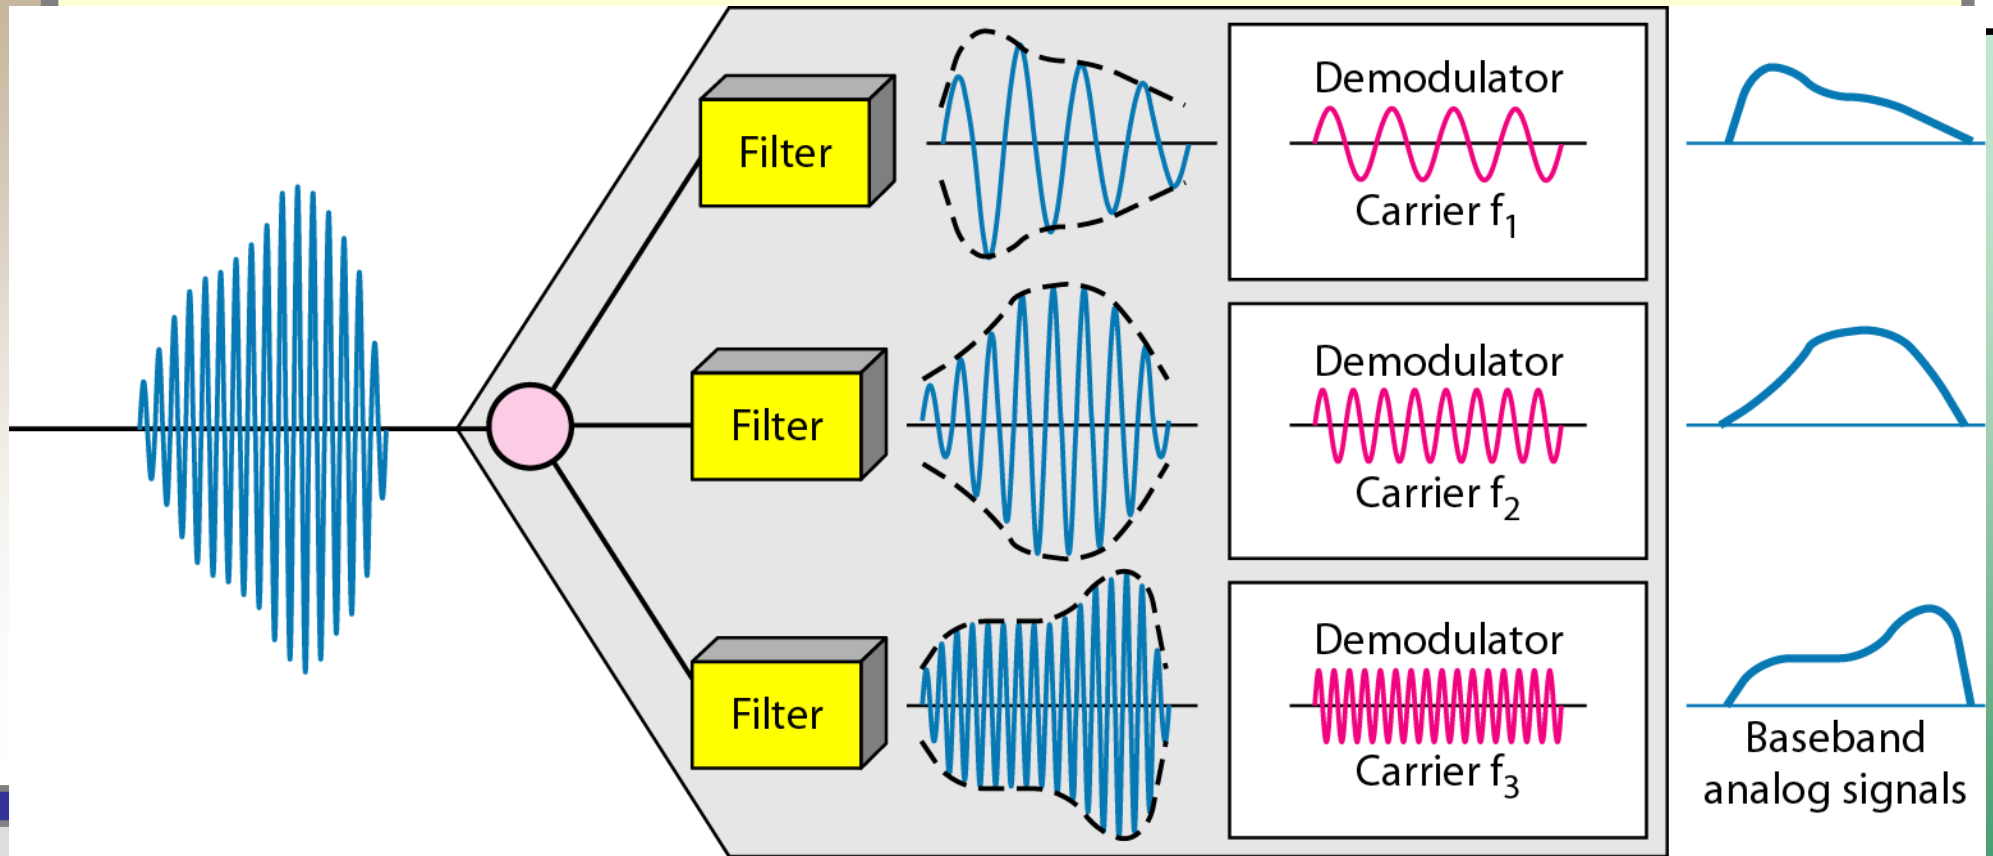 Filter
Demodulator
Carrier f₁
Filter
Demodulator
Carrier f₂
Filter
Demodulator
Carrier f₃
Baseband
analog signals